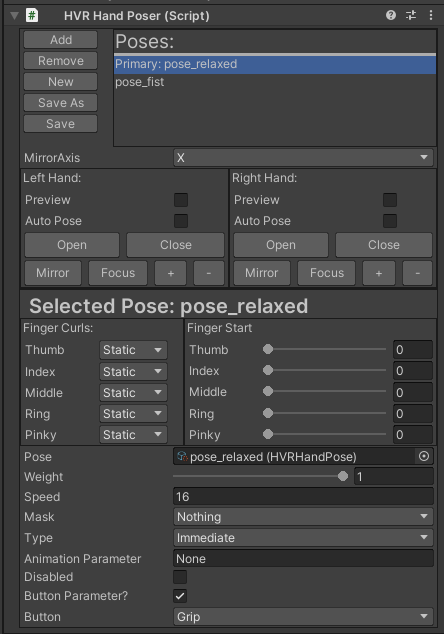 HVR Hand Poser (Script)
Add
Remove
New
Save As
Save
Poses:
Primary: pose_relaxed
pose_fist
MirrorAxis X
Left Hand: Right Hand:
Preview Preview
Auto Pose Auto Pose
Open Close Open Close
Mirror Focus + - Mirror Focus + -
Selected Pose: pose_relaxed
Finger Curls: Finger Start
Thumb Static Thumb 0
Index Static Index 0
Middle Static Middle 0
Ring Static Ring 0
Pinky Static Pinky 0
Pose pose_relaxed (HVRHandPose)
Weight 1
Speed 16
Mask Nothing
Type Immediate
Animation Parameter None
Disabled
Button Parameter?
Button Grip